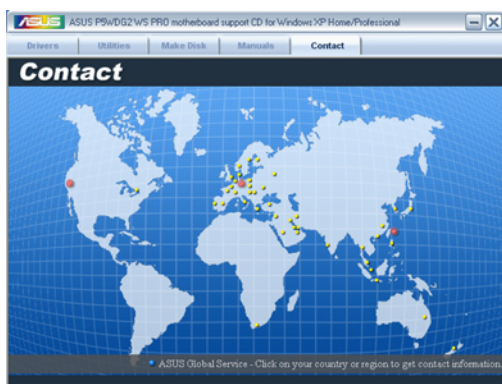 ASUS ASUS P5WDG2 WS PRO motherboard support CD for Windows XP Home/Professional
Drivers Utilities Make Disk Manuals Contact
Contact
ASUS Global Service - Click on your country or region to get contact information.